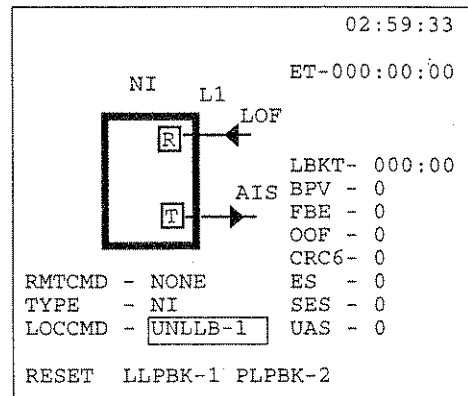 02:59:33
ET-000:00:00
NI
L1
LOF
R
LBKT- 000:00
AIS
BPV - 0
T
FBE - 0
OOF - 0
CRC6- 0
RMTCMD - NONE
ES - 0
TYPE - NI
SES - 0
LOCCMD - UNLLB-1
UAS - 0
RESET LLPBK-1 PLPBK-2